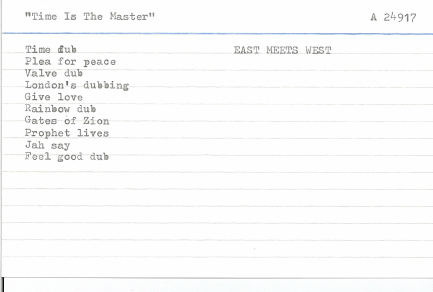 "Time Is The Master" A 24917
Time dub EAST MEETS WEST
Plea for peace
Valve dub
London's dubbing
Give love
Rainbow dub
Gates of Zion
Prophet lives
Jah say
Feel good dub